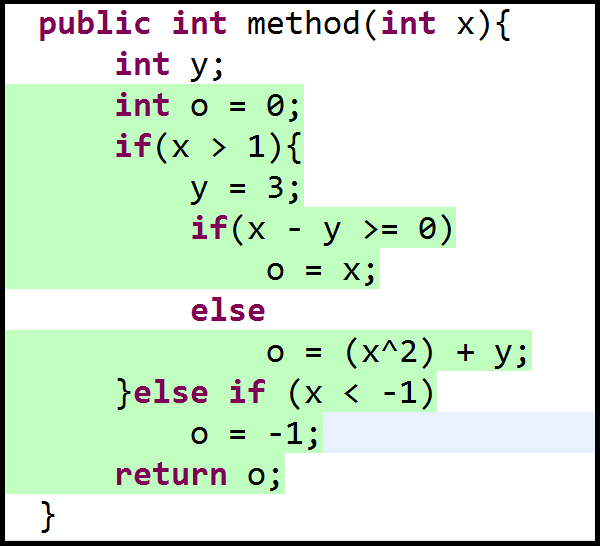 public int method(int x){
int y;
int o = 0;
if(x > 1){
y = 3;
if(x - y >= 0)
o = x;
else
o = (x^2) + y;
}else if (x < -1)
o = -1;
return o;
}